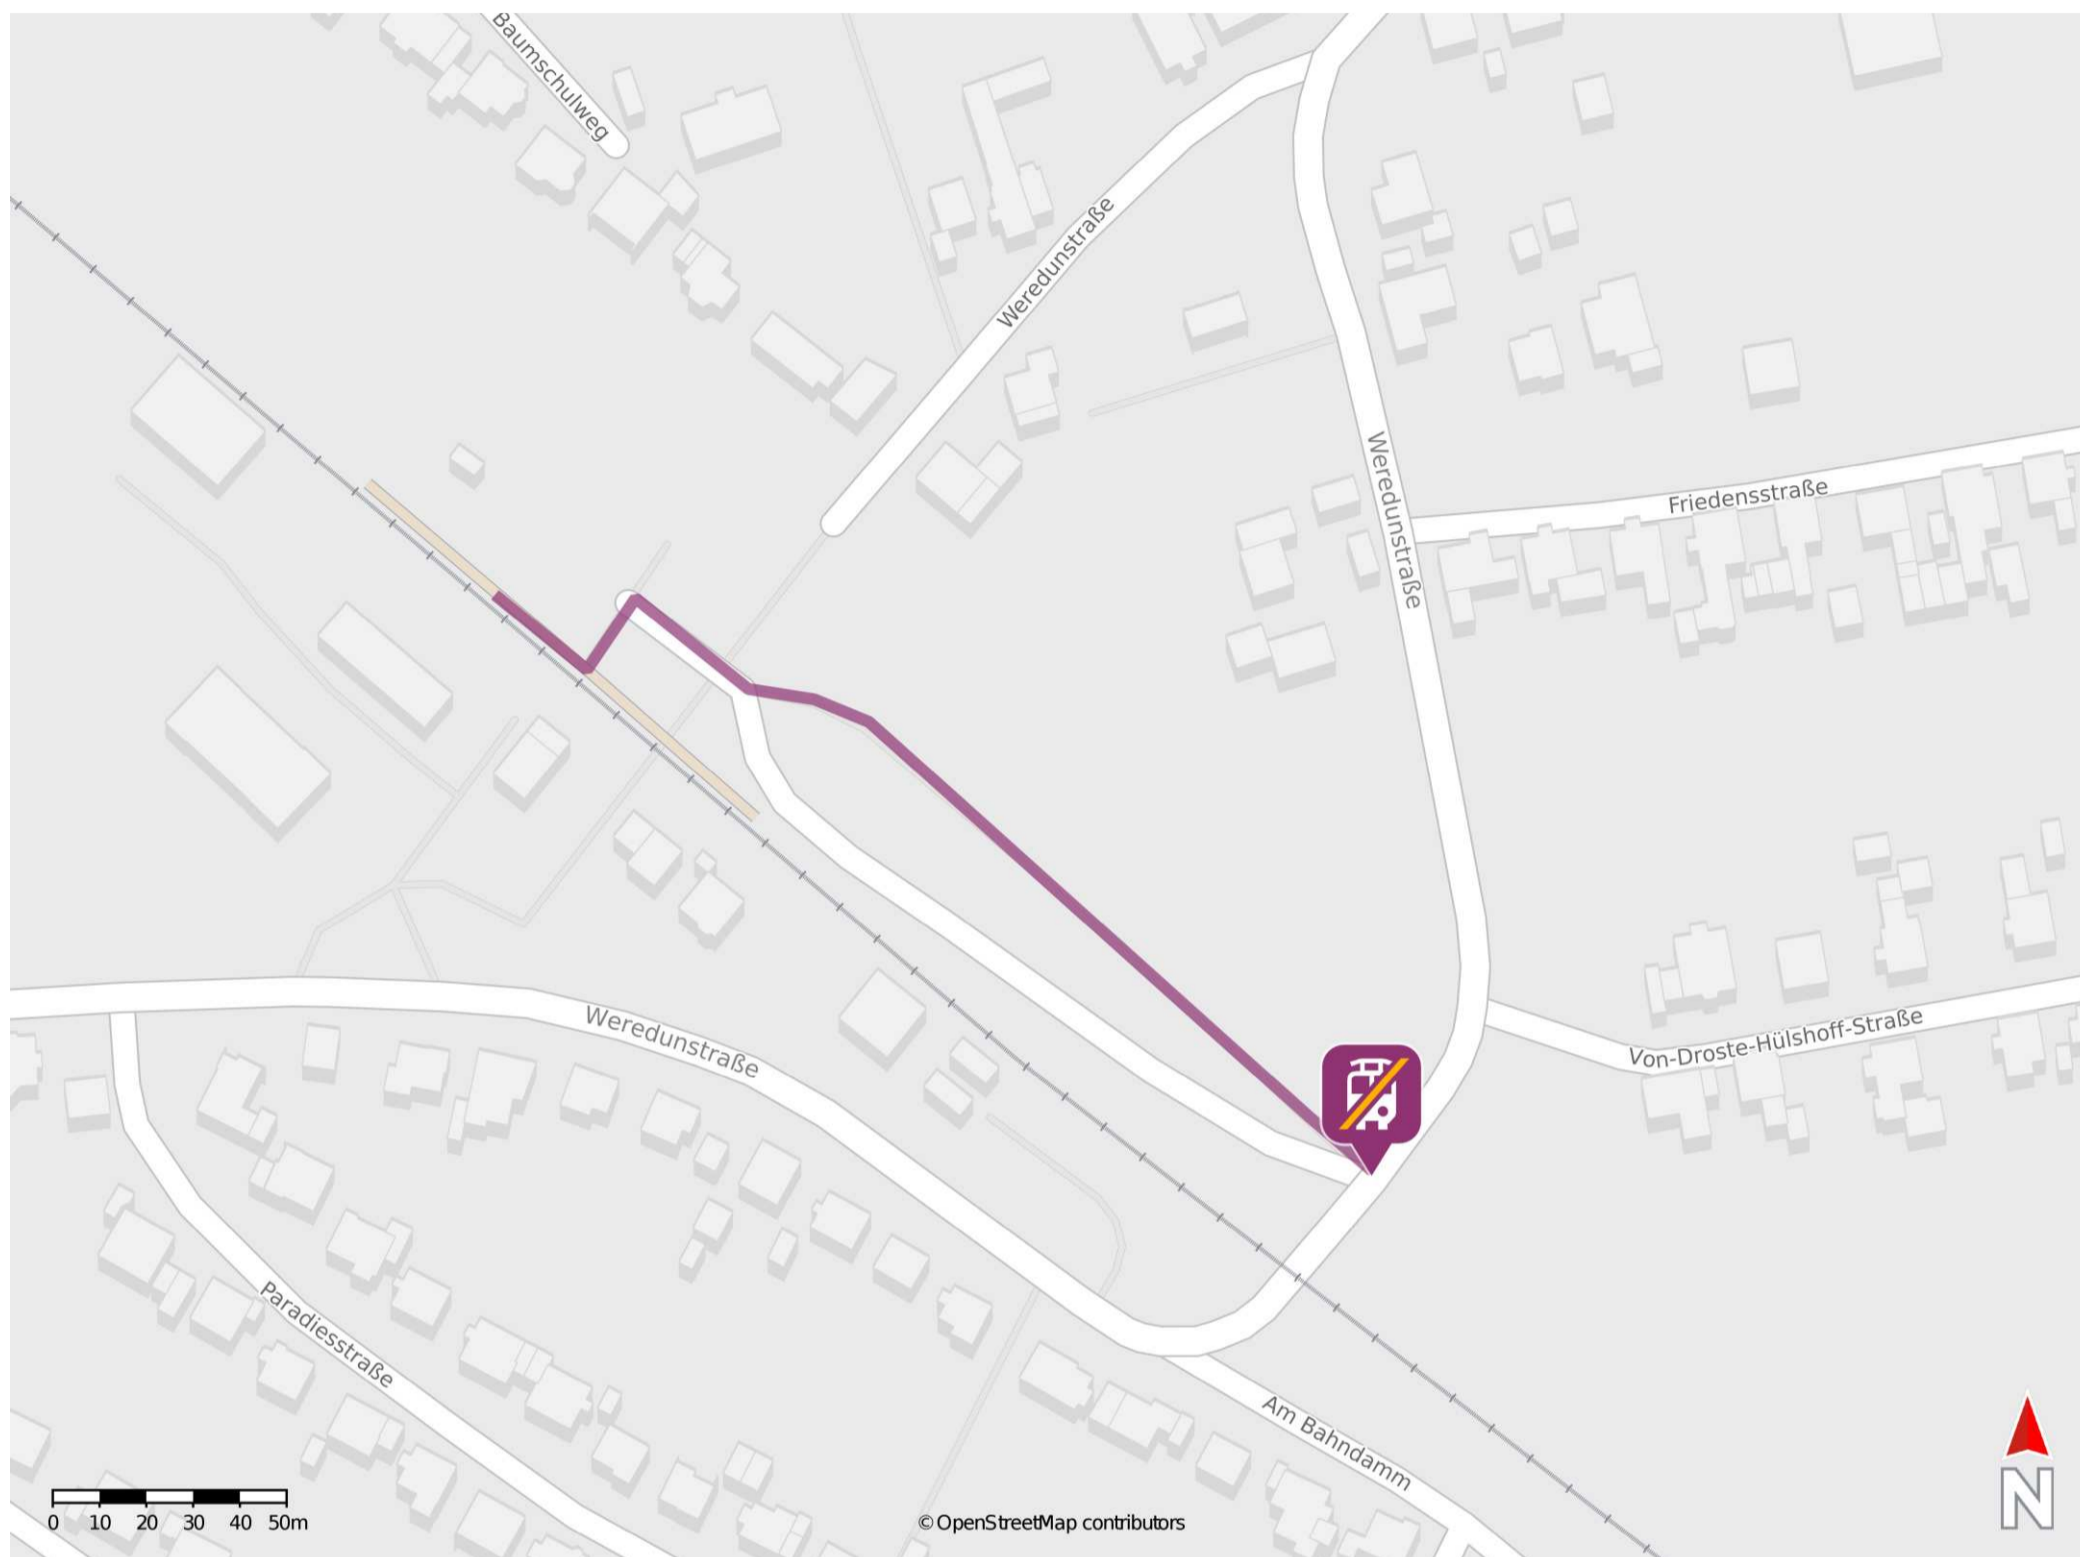 Baumschulweg
Weredunstraße
Weredunstraße
Friedensstraße
Weredunstraße
Von-Droste-Hülshoff-Straße
Paradiesstraße
Am Bahndamm
0 10 20 30 40 50m
© OpenStreetMap contributors
N